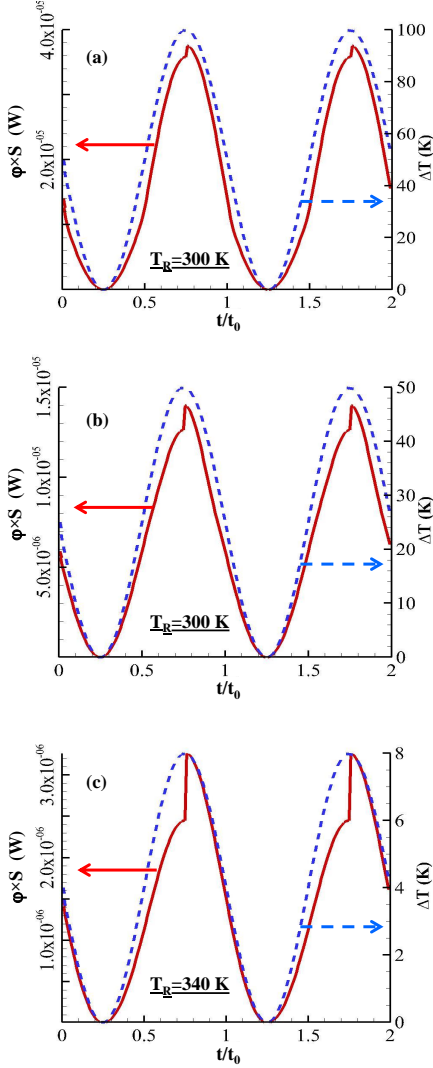 4.0x10⁻⁰⁵
2.0x10⁻⁰⁵
φ×S (W)
(a)
T_R=300 K
100
80
60
40
20
0
ΔT (K)
0 0.5 1 1.5 2
t/t₀
1.5x10⁻⁰⁵
1.0x10⁻⁰⁵
5.0x10⁻⁰⁶
φ×S (W)
(b)
T_R=300 K
50
40
30
20
10
0
ΔT (K)
0 0.5 1 1.5 2
t/t₀
3.0x10⁻⁰⁶
2.0x10⁻⁰⁶
1.0x10⁻⁰⁶
φ×S (W)
(c)
T_R=340 K
8
6
4
2
0
ΔT (K)
0 0.5 1 1.5 2
t/t₀